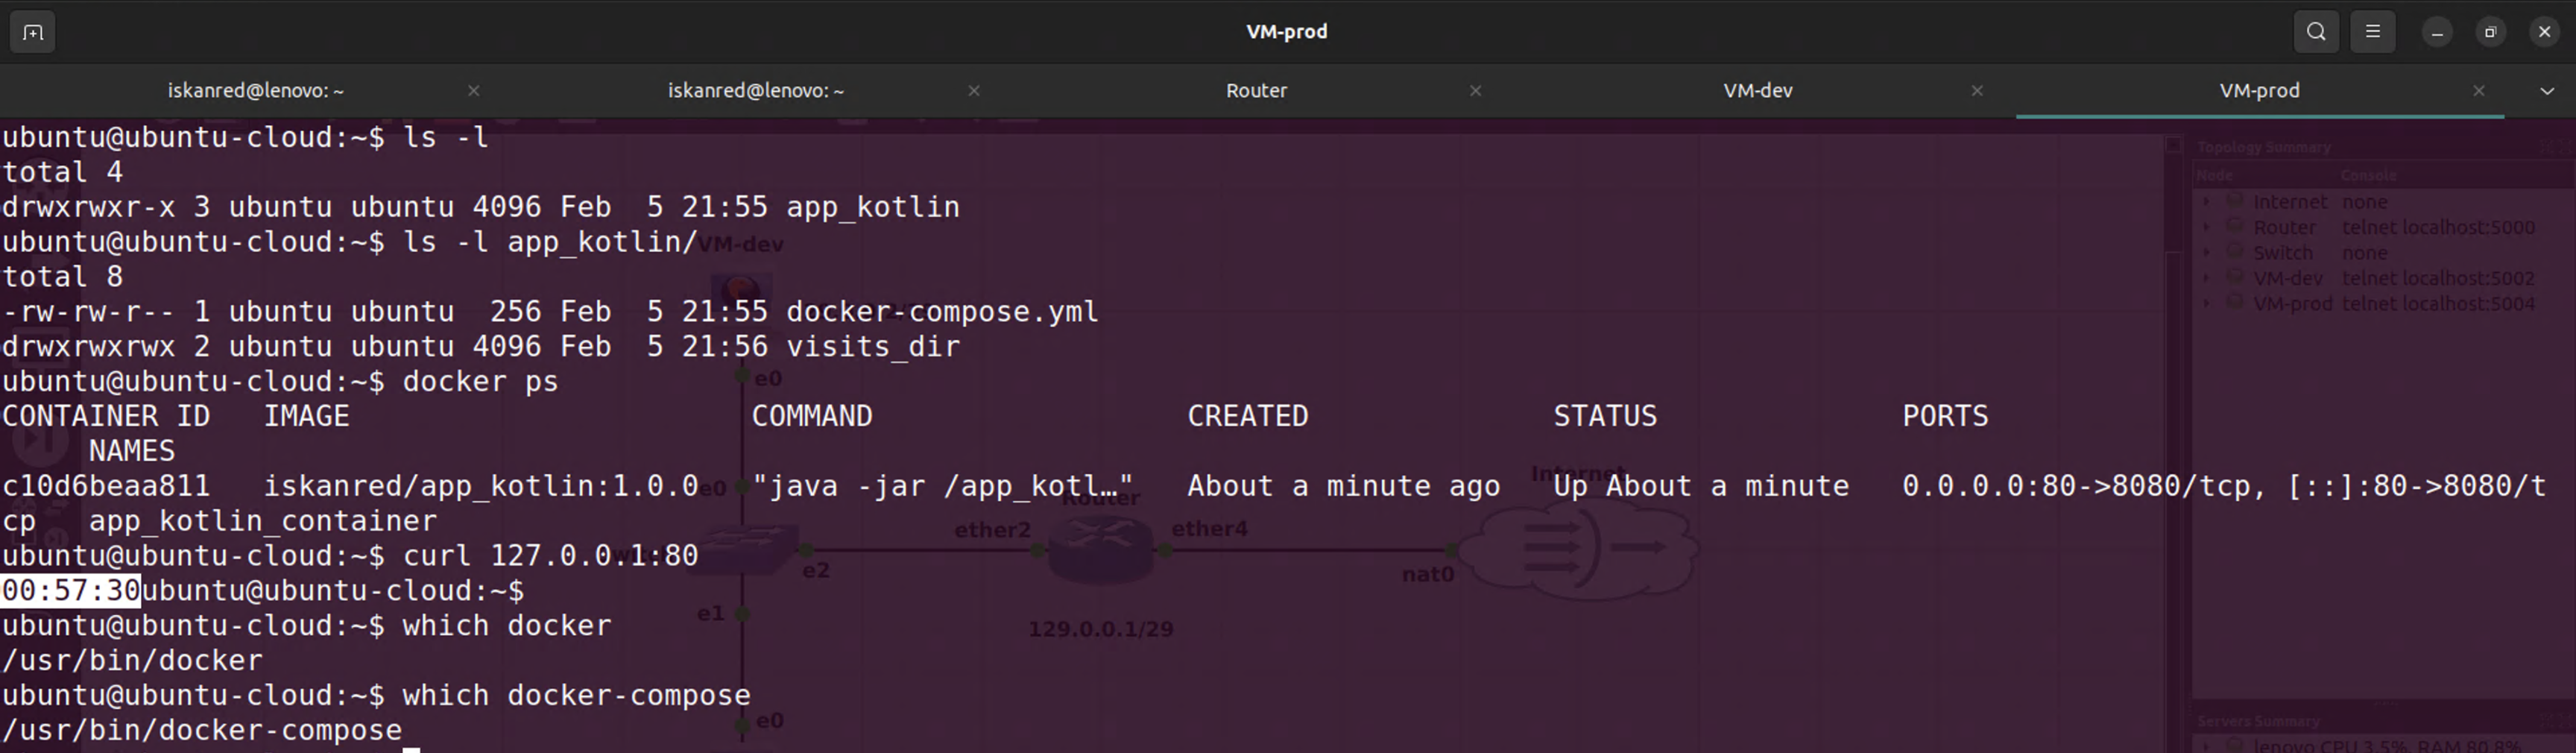 VM-prod
iskanred@lenovo: ~
iskanred@lenovo: ~
Router
VM-dev
VM-prod
ubuntu@ubuntu-cloud:~$ ls -l
total 4
drwxrwxr-x 3 ubuntu ubuntu 4096 Feb  5 21:55 app_kotlin
ubuntu@ubuntu-cloud:~$ ls -l app_kotlin/
total 8
-rw-rw-r-- 1 ubuntu ubuntu  256 Feb  5 21:55 docker-compose.yml
drwxrwxrwx 2 ubuntu ubuntu 4096 Feb  5 21:56 visits_dir
ubuntu@ubuntu-cloud:~$ docker ps
CONTAINER ID   IMAGE                       COMMAND                  CREATED              STATUS              PORTS
     NAMES
c10d6beaa811   iskanred/app_kotlin:1.0.0   "java -jar /app_kotl…"   About a minute ago   Up About a minute   0.0.0.0:80->8080/tcp, [::]:80->8080/t
cp   app_kotlin_container
ubuntu@ubuntu-cloud:~$ curl 127.0.0.1:80
00:57:30ubuntu@ubuntu-cloud:~$
ubuntu@ubuntu-cloud:~$ which docker
/usr/bin/docker
ubuntu@ubuntu-cloud:~$ which docker-compose
/usr/bin/docker-compose
VM-dev
e0
e0
Router
Internet
ether2
ether4
e2
nat0
e1
129.0.0.1/29
e0
Topology Summary
Node Console
Internet none
Router telnet localhost:5000
Switch none
VM-dev telnet localhost:5002
VM-prod telnet localhost:5004
Servers Summary
lenovo CPU 3.5%, RAM 80.8%